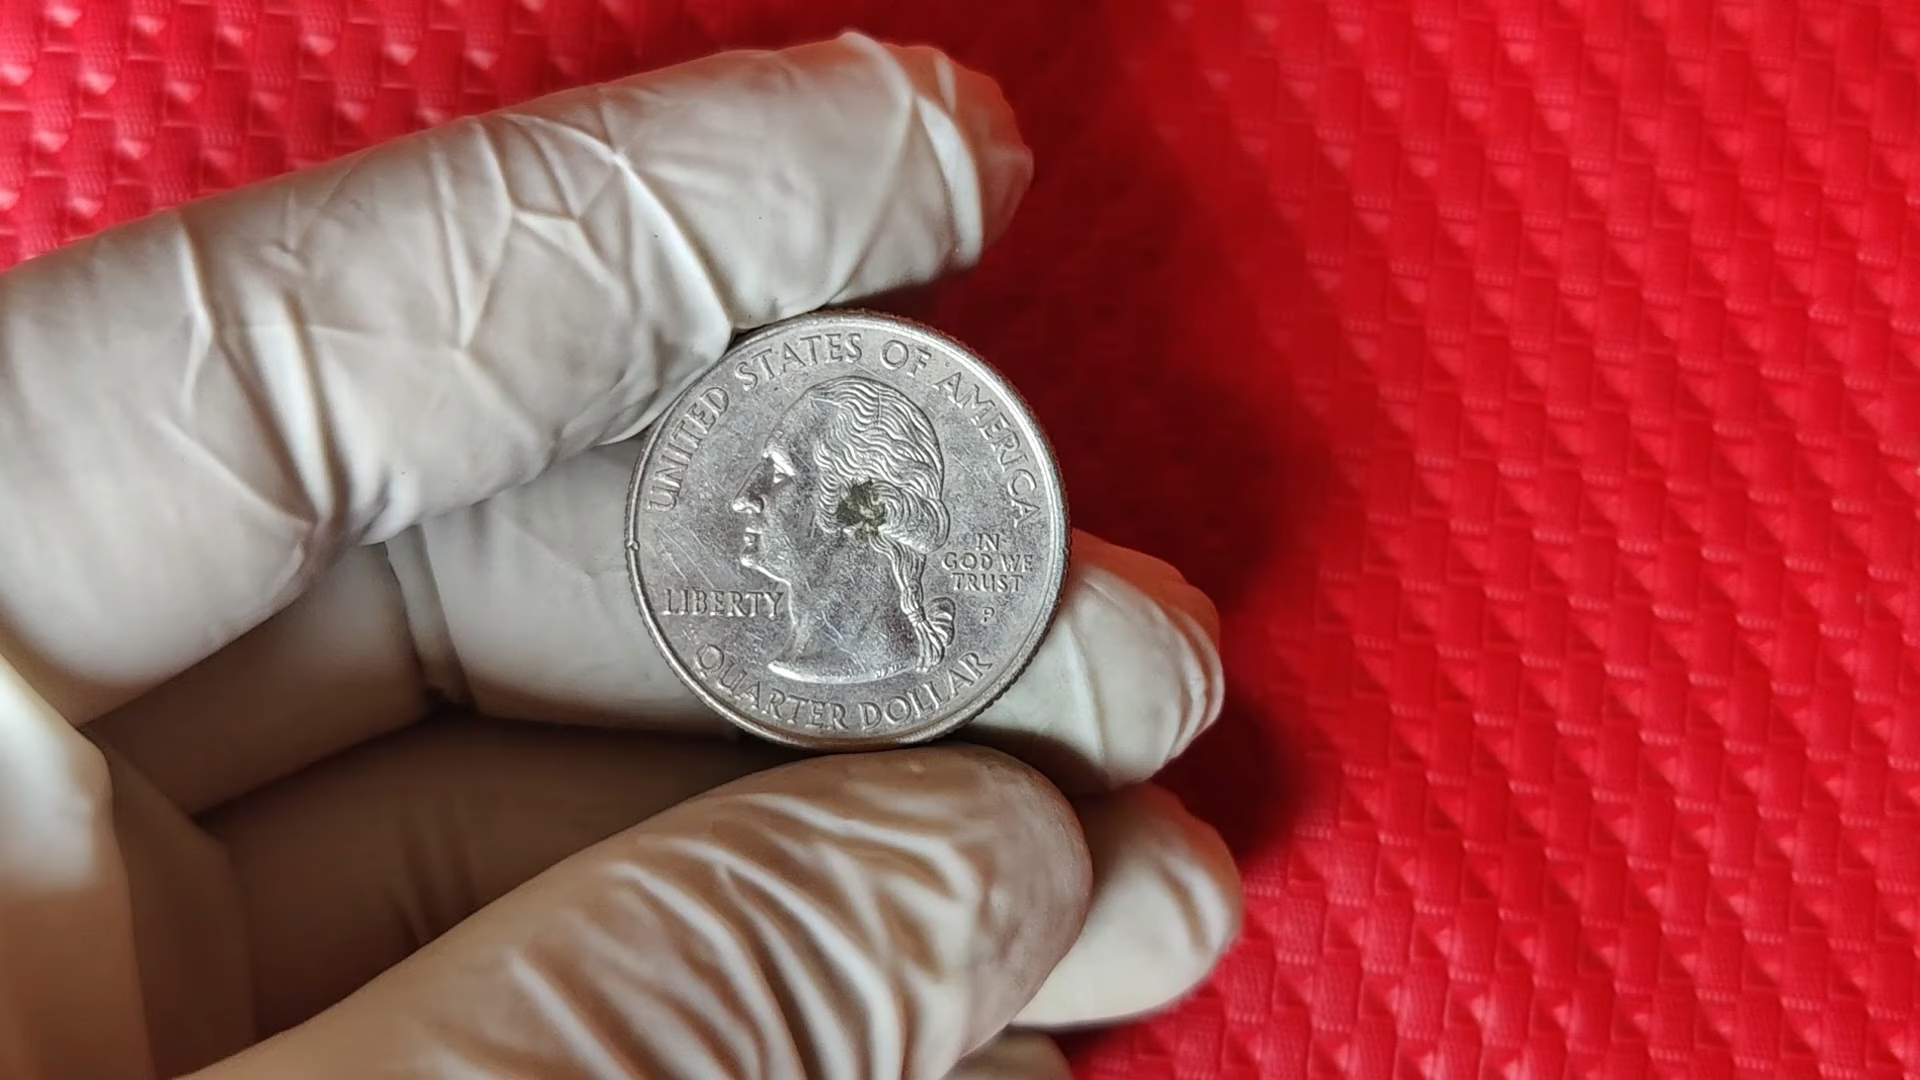 UNITED STATES OF AMERICA
LIBERTY
IN
GOD WE
TRUST
P
QUARTER DOLLAR